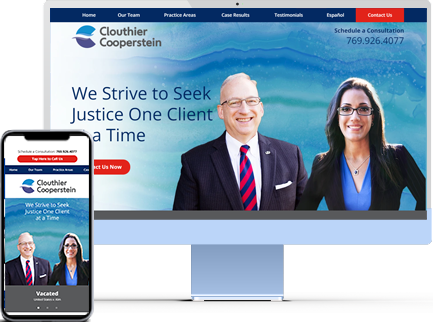 Home Our Team Practice Areas Case Results Testimonials Español Contact Us
Clouthier
Cooperstein
Schedule a Consultation
769.926.4077
We Strive to Seek
Justice One Client
at a Time
ct Us Now
Schedule a Consultation 769.926.4077
Tap Here to Call Us
Home Our Team Practice Areas Cas
Clouthier
Cooperstein
We Strive to Seek
Justice One Client
at a Time
Vacated